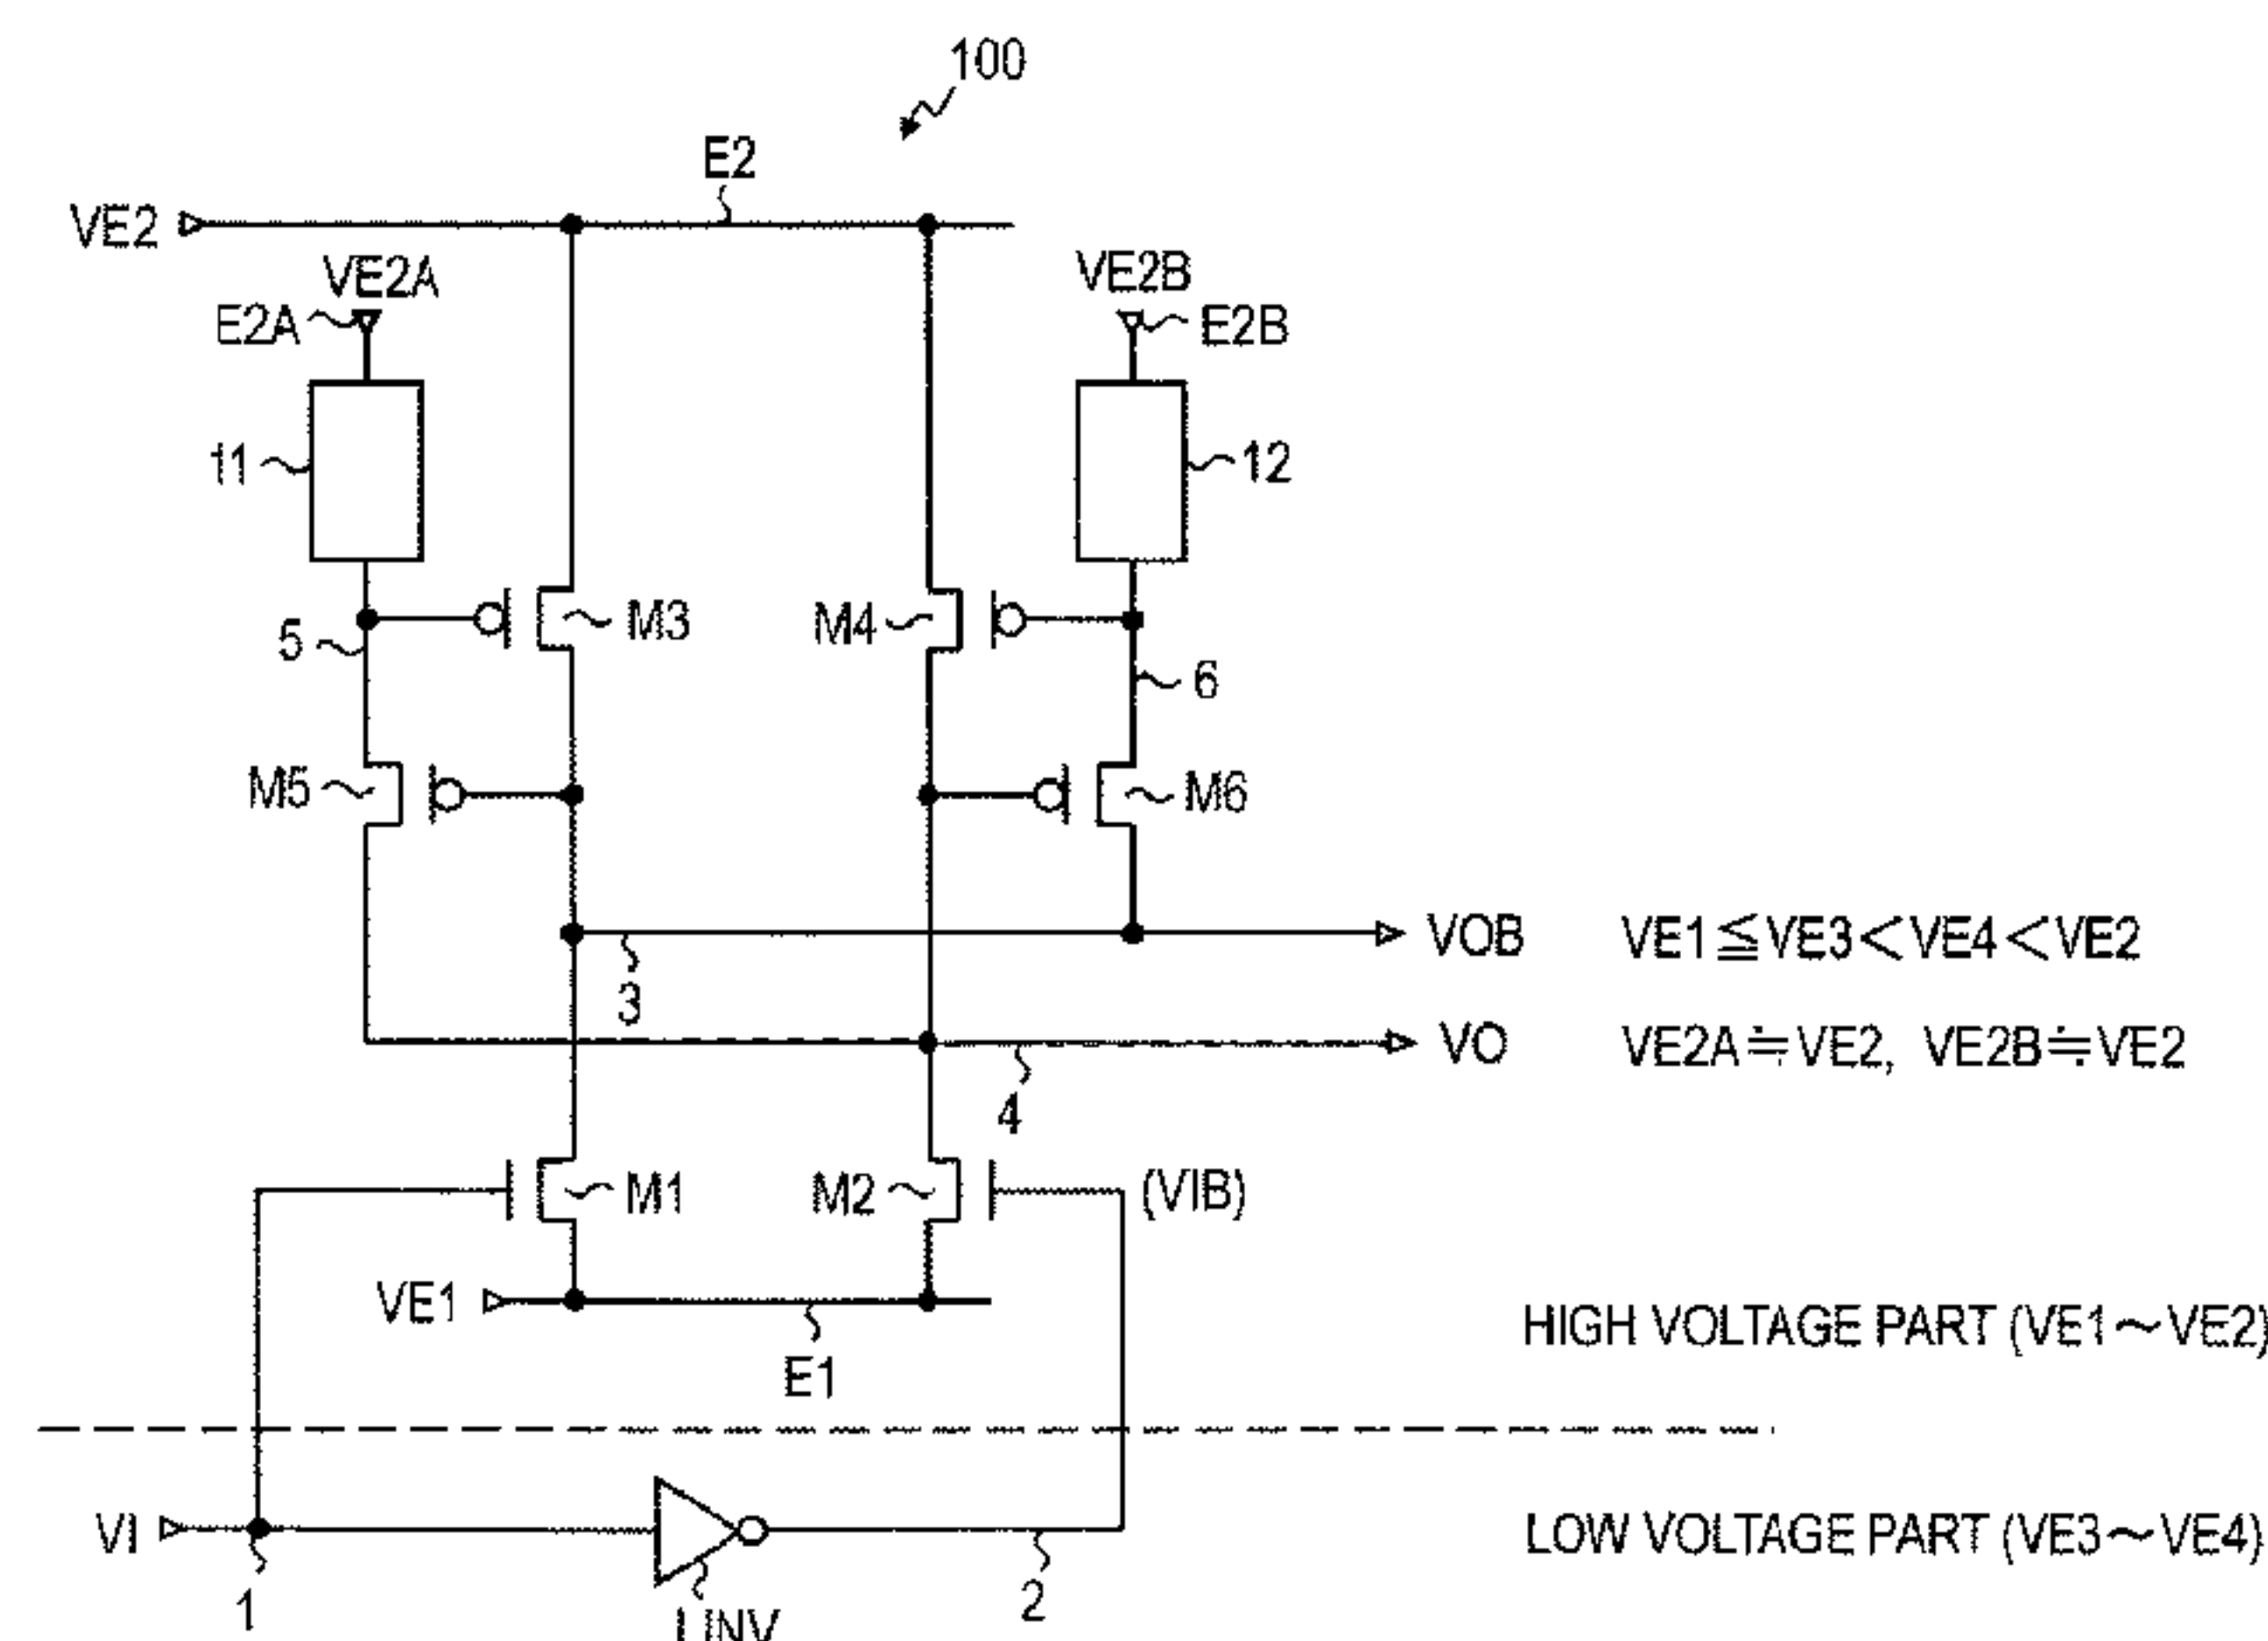 100
E2
VE2
VE2A
VE2B
E2A
E2B
11
12
M3
M4
5
6
M5
M6
VOB
VE1≦VE3<VE4<VE2
3
VO
VE2A≒VE2, VE2B≒VE2
4
M1
M2
(VIB)
VE1
E1
HIGH VOLTAGE PART (VE1~VE2)
VI
LOW VOLTAGE PART (VE3~VE4)
1
2
LINV